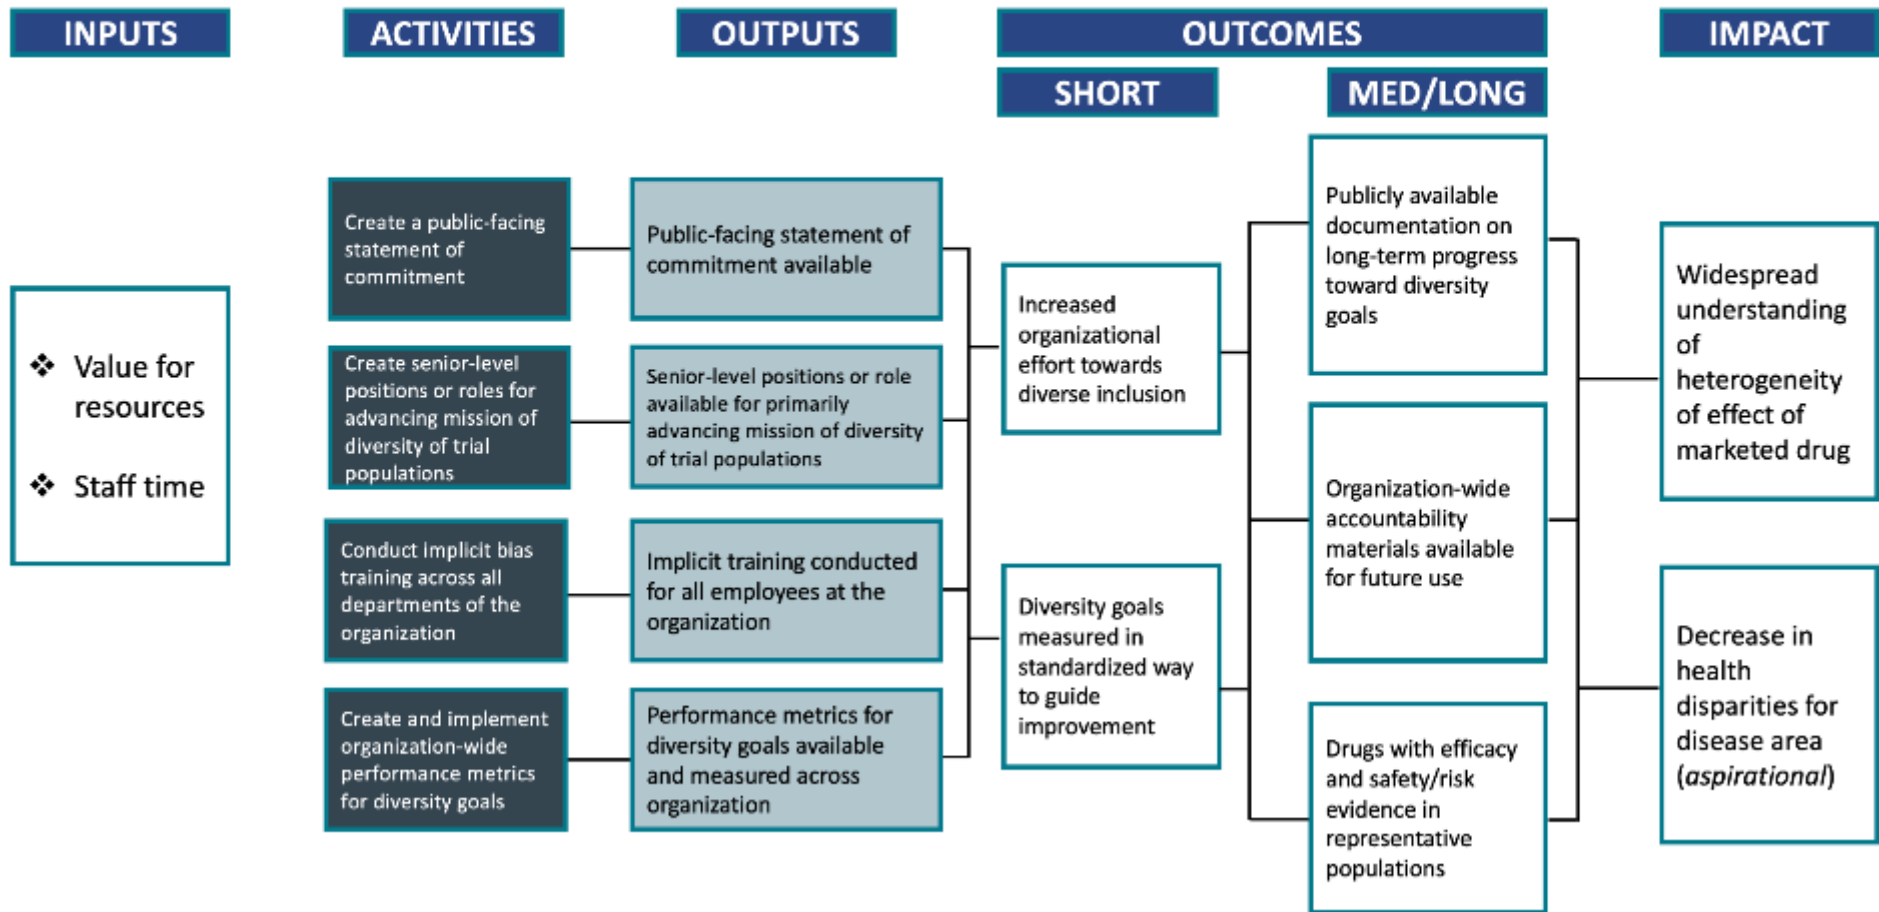 INPUTS
ACTIVITIES
OUTPUTS
OUTCOMES
IMPACT
SHORT
MED/LONG
❖ Value for
resources
❖ Staff time
Create a public-facing
statement of
commitment
Create senior-level
positions or roles for
advancing mission of
diversity of trial
populations
Conduct implicit bias
training across all
departments of the
organization
Create and implement
organization-wide
performance metrics
for diversity goals
Public-facing statement of
commitment available
Senior-level positions or role
available for primarily
advancing mission of diversity
of trial populations
Implicit training conducted
for all employees at the
organization
Performance metrics for
diversity goals available
and measured across
organization
Increased
organizational
effort towards
diverse inclusion
Diversity goals
measured in
standardized way
to guide
improvement
Publicly available
documentation on
long-term progress
toward diversity
goals
Organization-wide
accountability
materials available
for future use
Drugs with efficacy
and safety/risk
evidence in
representative
populations
Widespread
understanding
of
heterogeneity
of effect of
marketed drug
Decrease in
health
disparities for
disease area
(aspirational)